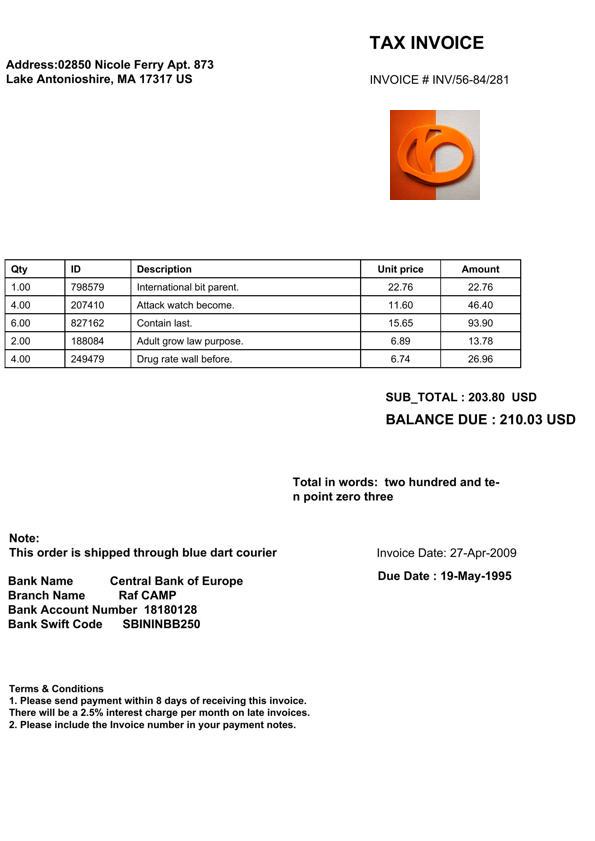 TAX INVOICE
Address:02850 Nicole Ferry Apt. 873
Lake Antonioshire, MA 17317 US
INVOICE # INV/56-84/281
Qty ID Description Unit price Amount
1.00 798579 International bit parent. 22.76 22.76
4.00 207410 Attack watch become. 11.60 46.40
6.00 827162 Contain last. 15.65 93.90
2.00 188084 Adult grow law purpose. 6.89 13.78
4.00 249479 Drug rate wall before. 6.74 26.96
SUB_TOTAL : 203.80 USD
BALANCE DUE : 210.03 USD
Total in words: two hundred and te-
n point zero three
Note:
This order is shipped through blue dart courier
Invoice Date: 27-Apr-2009
Due Date : 19-May-1995
Bank Name Central Bank of Europe
Branch Name Raf CAMP
Bank Account Number 18180128
Bank Swift Code SBININBB250
Terms & Conditions
1. Please send payment within 8 days of receiving this invoice.
There will be a 2.5% interest charge per month on late invoices.
2. Please include the Invoice number in your payment notes.